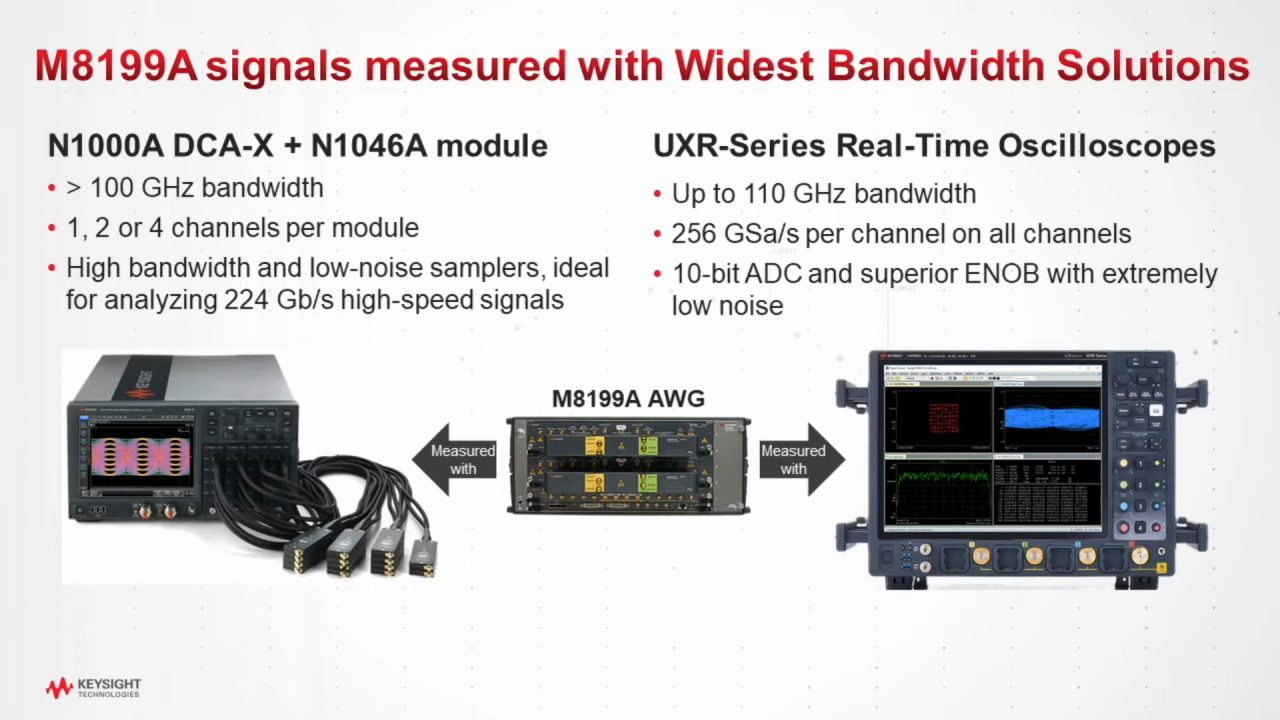 M8199A signals measured with Widest Bandwidth Solutions
N1000A DCA-X + N1046A module
• > 100 GHz bandwidth
• 1, 2 or 4 channels per module
• High bandwidth and low-noise samplers, ideal
for analyzing 224 Gb/s high-speed signals
UXR-Series Real-Time Oscilloscopes
• Up to 110 GHz bandwidth
• 256 GSa/s per channel on all channels
• 10-bit ADC and superior ENOB with extremely
low noise
KEYSIGHT
M8199A AWG
Measured
with
Measured
with
KEYSIGHT
TECHNOLOGIES